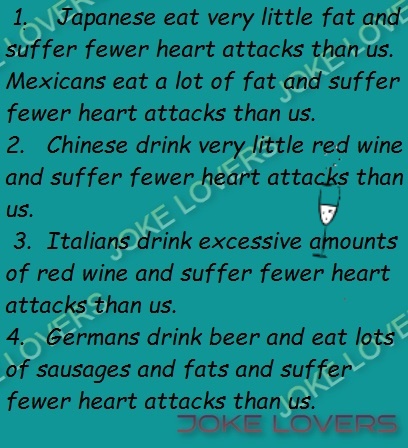 1. Japanese eat very little fat and
suffer fewer heart attacks than us.
Mexicans eat a lot of fat and suffer
fewer heart attacks than us.
2. Chinese drink very little red wine
and suffer fewer heart attacks than
us.
3. Italians drink excessive amounts
of red wine and suffer fewer heart
attacks than us.
4. Germans drink beer and eat lots
of sausages and fats and suffer
fewer heart attacks than us.
JOKE LOVERS